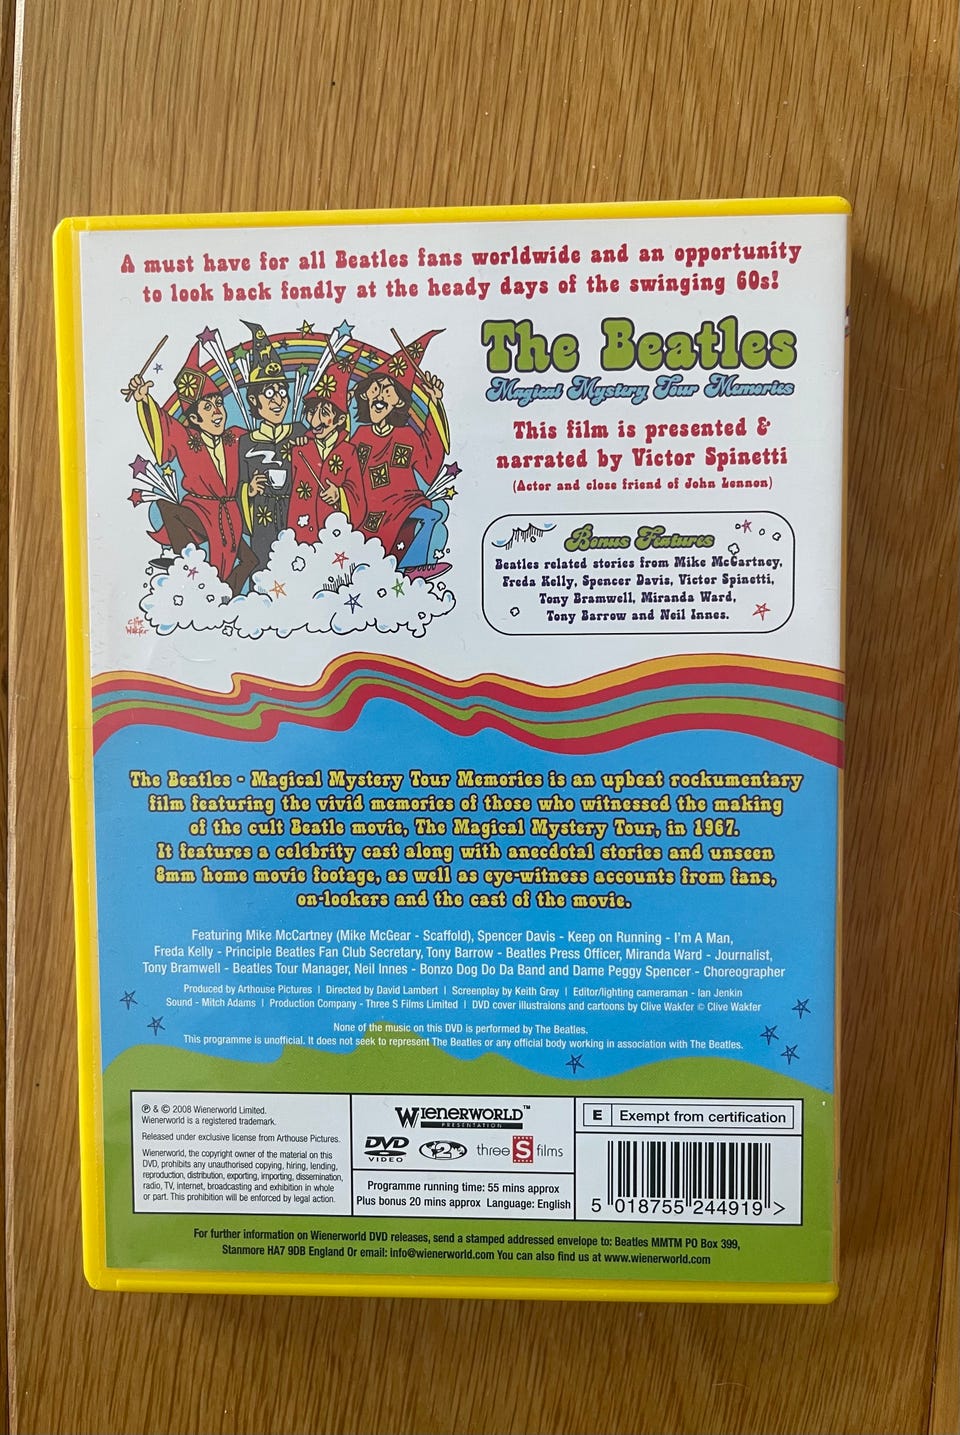 A must have for all Beatles fans worldwide and an opportunity
to look back fondly at the heady days of the swinging 60s!
The Beatles
Magical Mystery Tour Memories
This film is presented &
narrated by Victor Spinetti
(Actor and close friend of John Lennon)
Bonus Features
Beatles related stories from Mike McCartney,
Freda Kelly, Spencer Davis, Victor Spinetti,
Tony Bramwell, Miranda Ward,
Tony Barrow and Neil Innes.
Clive
Wakfer
The Beatles - Magical Mystery Tour Memories is an upbeat rockumentary
film featuring the vivid memories of those who witnessed the making
of the cult Beatle movie, The Magical Mystery Tour, in 1967.
It features a celebrity cast along with anecdotal stories and unseen
8mm home movie footage, as well as eye-witness accounts from fans,
on-lookers and the cast of the movie.
Featuring Mike McCartney (Mike McGear - Scaffold), Spencer Davis - Keep on Running - I'm A Man,
Freda Kelly - Principle Beatles Fan Club Secretary, Tony Barrow - Beatles Press Officer, Miranda Ward - Journalist,
Tony Bramwell - Beatles Tour Manager, Neil Innes - Bonzo Dog Do Da Band and Dame Peggy Spencer - Choreographer
Produced by Arthouse Pictures | Directed by David Lambert | Screenplay by Keith Gray | Editor/lighting cameraman - Ian Jenkin
Sound - Mitch Adams | Production Company - Three S Films Limited | DVD cover illustraions and cartoons by Clive Wakfer © Clive Wakfer
None of the music on this DVD is performed by The Beatles.
This programme is unofficial. It does not seek to represent The Beatles or any official body working in association with The Beatles.
℗ & © 2008 Wienerworld Limited.
Wienerworld is a registered trademark.
Released under exclusive license from Arthouse Pictures.
Wienerworld, the copyright owner of the material on this
DVD, prohibits any unauthorised copying, hiring, lending,
reproduction, distribution, exporting, importing, dissemination,
radio, TV, internet, broadcasting and exhibition in whole
or part. This prohibition will be enforced by legal action.
WIENERWORLD™
PRESENTATION
DVD
VIDEO
2
three S films
Programme running time: 55 mins approx
Plus bonus 20 mins approx Language: English
E Exempt from certification
5 018755 244919 >
For further information on Wienerworld DVD releases, send a stamped addressed envelope to: Beatles MMTM PO Box 399,
Stanmore HA7 9DB England Or email: info@wienerworld.com You can also find us at www.wienerworld.com